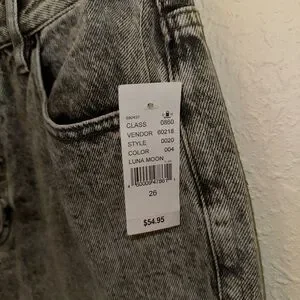 CLASS 0860
VENDOR 60218
STYLE 0020
COLOR 004
LUNA MOON
26
$54.95